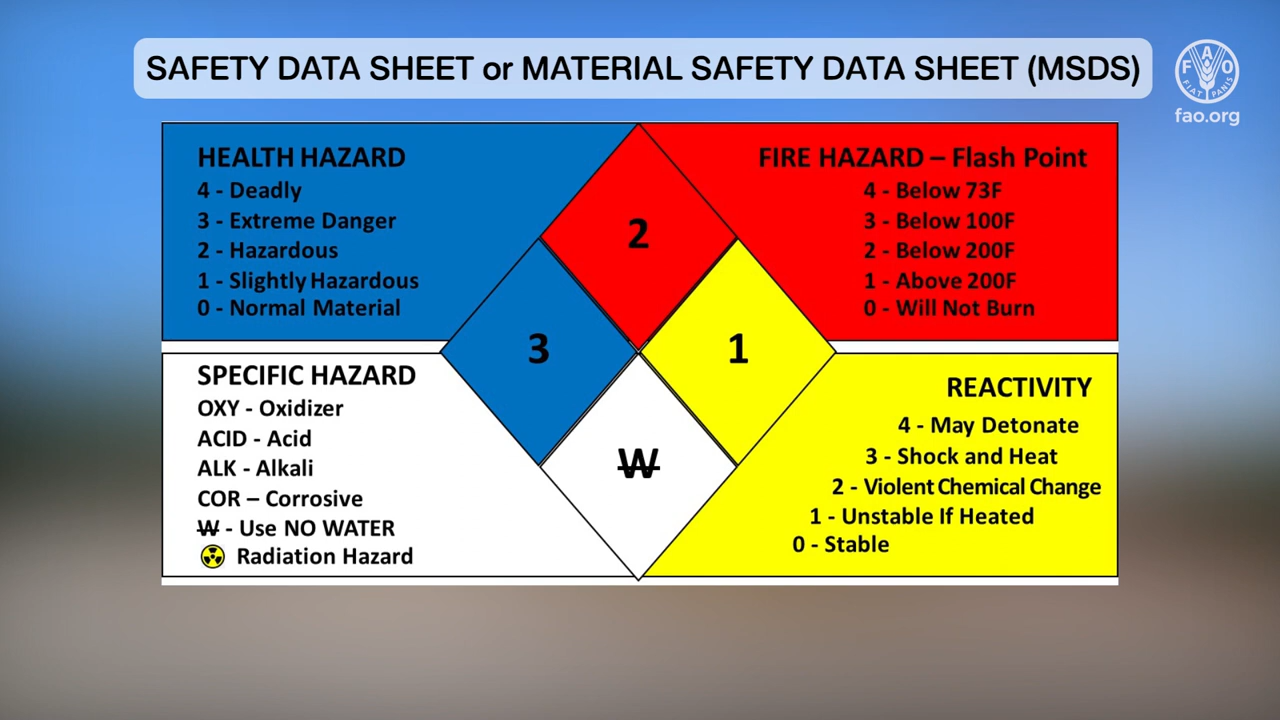 SAFETY DATA SHEET or MATERIAL SAFETY DATA SHEET (MSDS)
F A O
FIAT PANIS
fao.org
HEALTH HAZARD
4 - Deadly
3 - Extreme Danger
2 - Hazardous
1 - Slightly Hazardous
0 - Normal Material
FIRE HAZARD – Flash Point
4 - Below 73F
3 - Below 100F
2 - Below 200F
1 - Above 200F
0 - Will Not Burn
2
3
1
W
SPECIFIC HAZARD
OXY - Oxidizer
ACID - Acid
ALK - Alkali
COR – Corrosive
W - Use NO WATER
Radiation Hazard
REACTIVITY
4 - May Detonate
3 - Shock and Heat
2 - Violent Chemical Change
1 - Unstable If Heated
0 - Stable